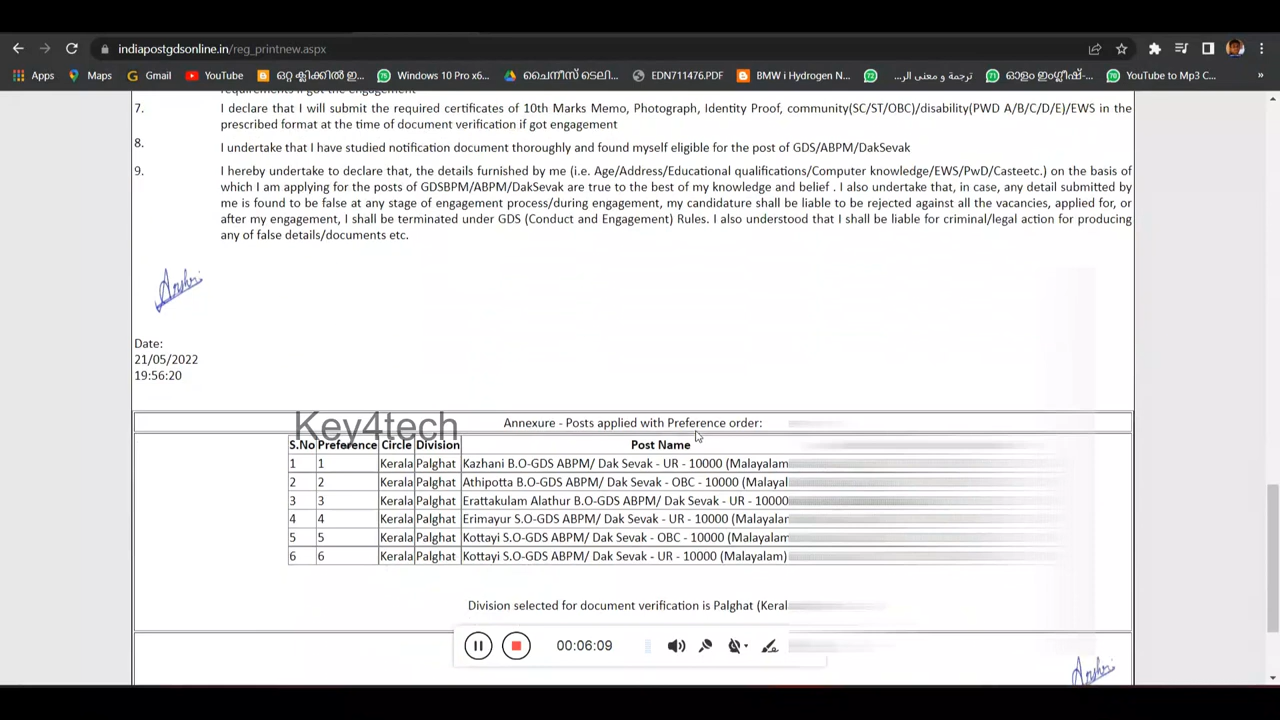 indiapostgdsonline.in/reg_printnew.aspx
Apps Maps Gmail YouTube ഒറ്റ ക്ലിക്കിൽ ഇ... Windows 10 Pro x6... ചൈനീസ് ടെലി... EDN711476.PDF BMW i Hydrogen N... ترجمة و معنى الر... ഓളം ഇംഗ്ലീഷ്-... YouTube to Mp3 C... »
7. I declare that I will submit the required certificates of 10th Marks Memo, Photograph, Identity Proof, community(SC/ST/OBC)/disability(PWD A/B/C/D/E)/EWS in the
prescribed format at the time of document verification if got engagement
8. I undertake that I have studied notification document thoroughly and found myself eligible for the post of GDS/ABPM/DakSevak
9. I hereby undertake to declare that, the details furnished by me (i.e. Age/Address/Educational qualifications/Computer knowledge/EWS/PwD/Casteetc.) on the basis of
which I am applying for the posts of GDSBPM/ABPM/DakSevak are true to the best of my knowledge and belief . I also undertake that, in case, any detail submitted by
me is found to be false at any stage of engagement process/during engagement, my candidature shall be liable to be rejected against all the vacancies, applied for, or
after my engagement, I shall be terminated under GDS (Conduct and Engagement) Rules. I also understood that I shall be liable for criminal/legal action for producing
any of false details/documents etc.
Date:
21/05/2022
19:56:20
Key4tech
Annexure - Posts applied with Preference order:
S.No Preference Circle Division Post Name
1 1 Kerala Palghat Kazhani B.O-GDS ABPM/ Dak Sevak - UR - 10000 (Malayalam
2 2 Kerala Palghat Athipotta B.O-GDS ABPM/ Dak Sevak - OBC - 10000 (Malayal
3 3 Kerala Palghat Erattakulam Alathur B.O-GDS ABPM/ Dak Sevak - UR - 10000
4 4 Kerala Palghat Erimayur S.O-GDS ABPM/ Dak Sevak - UR - 10000 (Malayalam
5 5 Kerala Palghat Kottayi S.O-GDS ABPM/ Dak Sevak - OBC - 10000 (Malayalam
6 6 Kerala Palghat Kottayi S.O-GDS ABPM/ Dak Sevak - UR - 10000 (Malayalam)
Division selected for document verification is Palghat (Keral
00:06:09